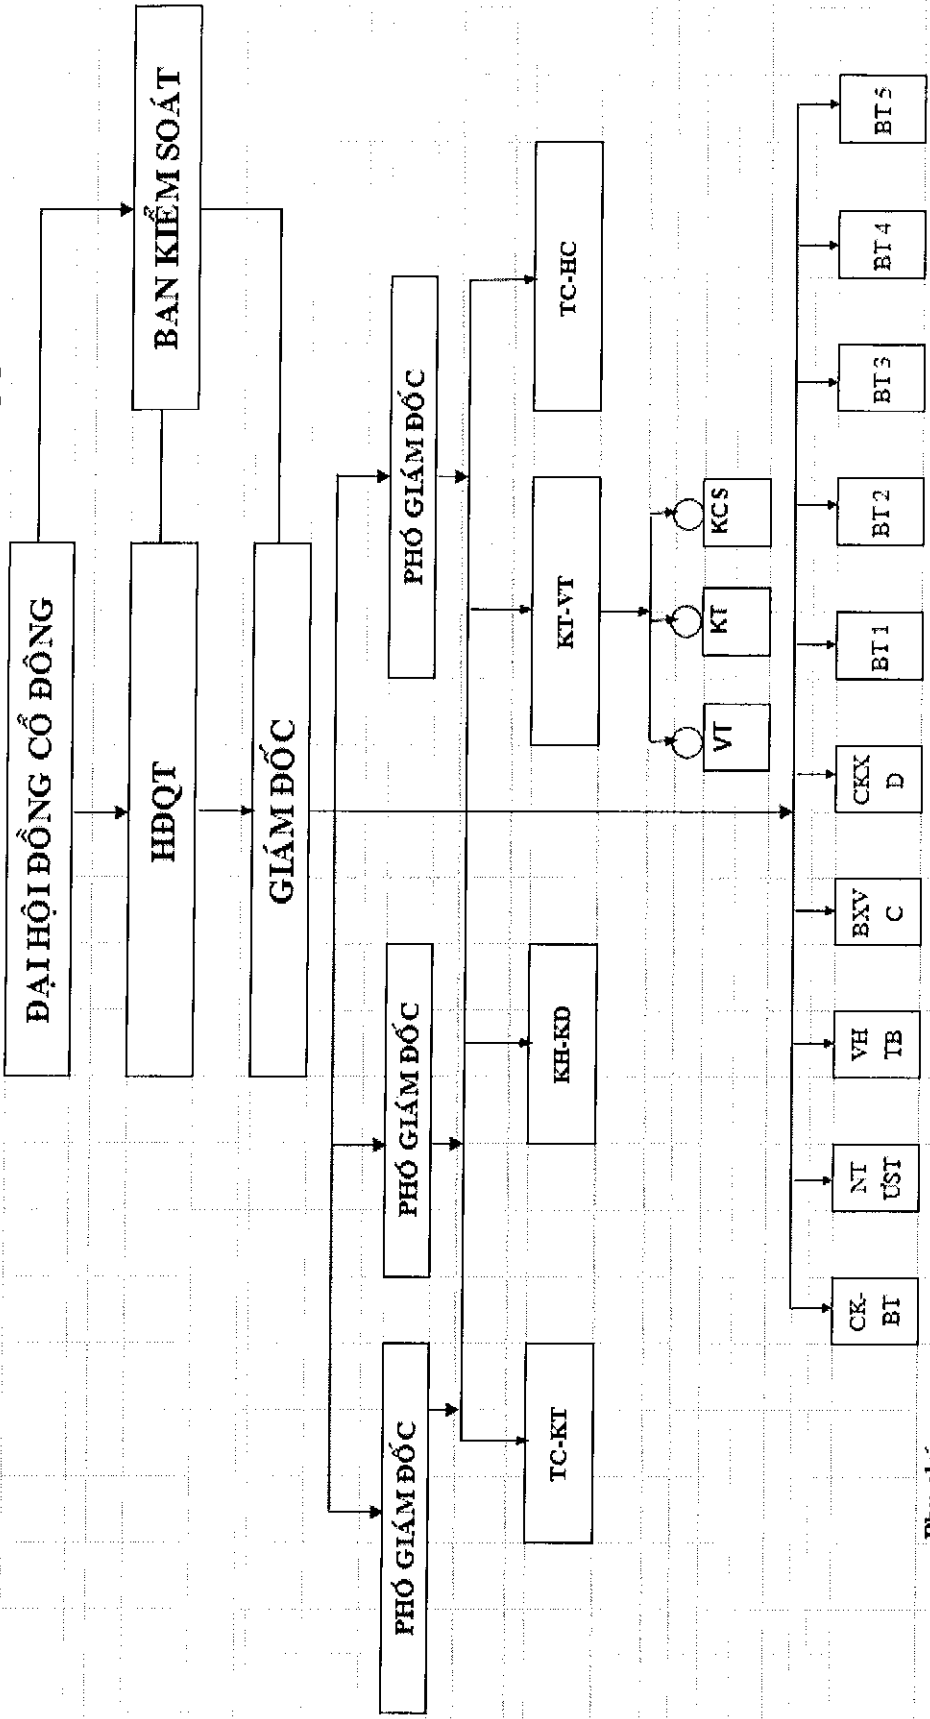 ĐẠI HỘI ĐỒNG CỔ ĐÔNG
BAN KIỂM SOÁT
HĐQT
GIÁM ĐỐC
PHÓ GIÁM ĐỐC
PHÓ GIÁM ĐỐC
PHÓ GIÁM ĐỐC
TC-KT
KH-KD
KT-VT
TC-HC
VT
KT
KCS
CK-
BT
NT
ƯST
VH
TB
BXV
C
CKX
D
BT 1
BT 2
BT 3
BT 4
BT 5